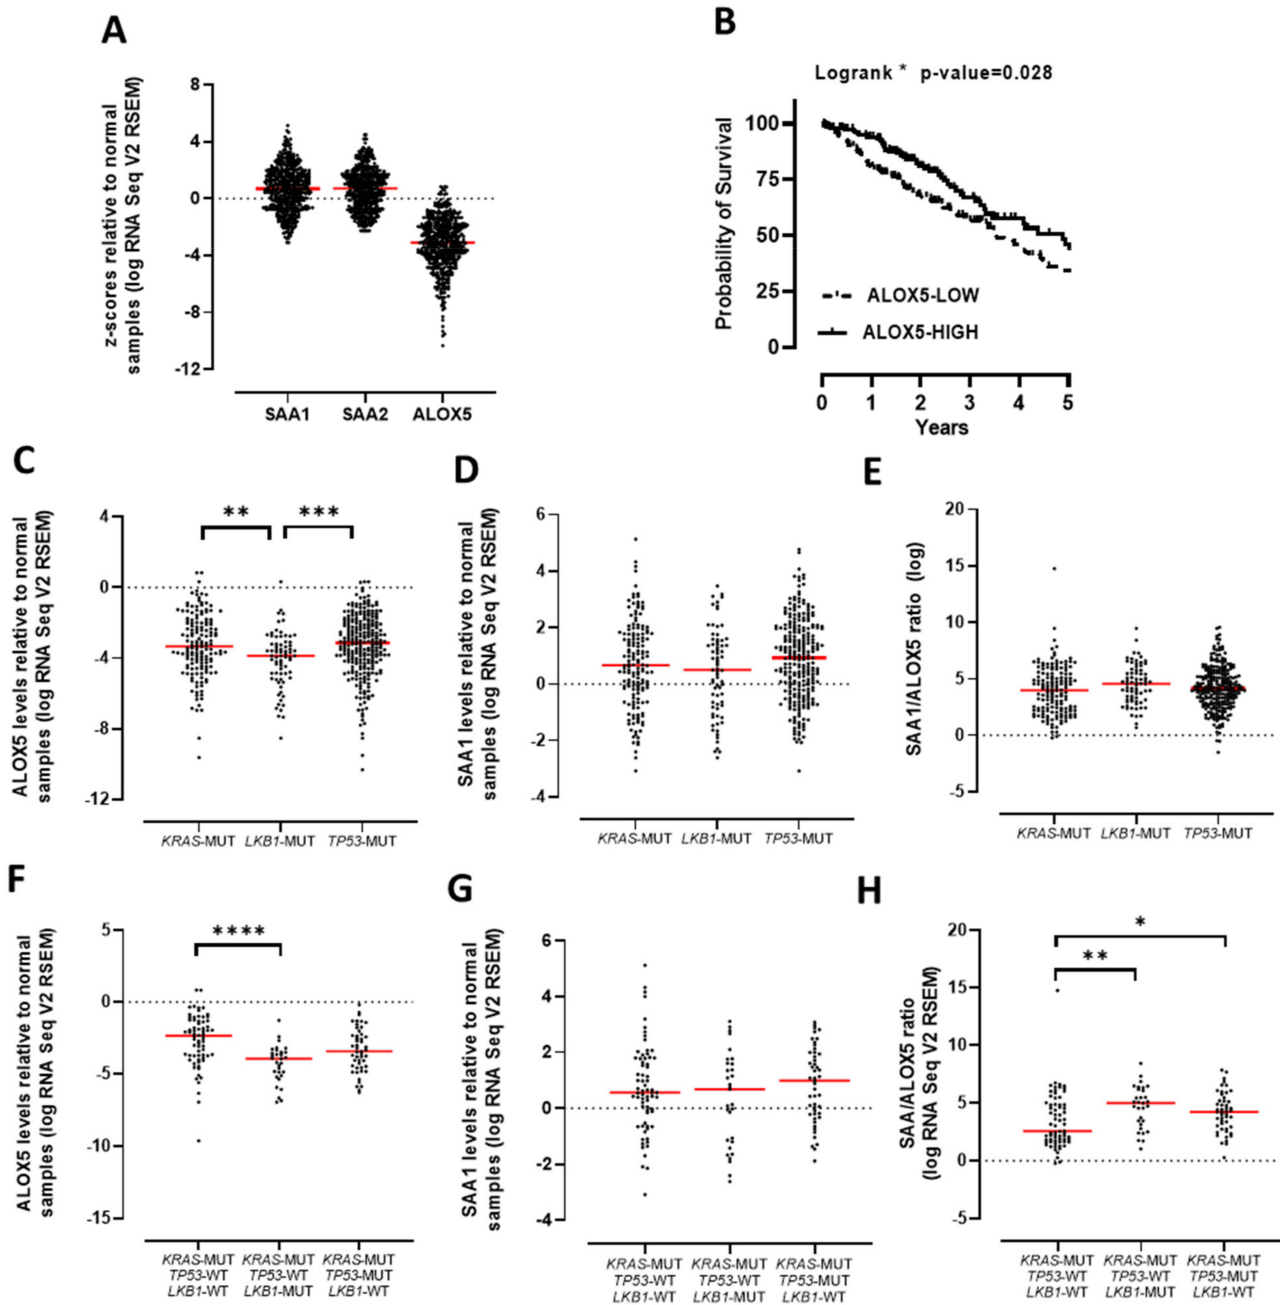 A
z-scores relative to normal
samples (log RNA Seq V2 RSEM)
8
4
0
-4
-8
-12
SAA1 SAA2 ALOX5
B
Logrank * p-value=0.028
Probability of Survival
100
75
50
25
0
ALOX5-LOW
ALOX5-HIGH
0 1 2 3 4 5
Years
C
ALOX5 levels relative to normal
samples (log RNA Seq V2 RSEM)
4
0
-4
-8
-12
** ***
KRAS-MUT LKB1-MUT TP53-MUT
D
SAA1 levels relative to normal
samples (log RNA Seq V2 RSEM)
6
4
2
0
-2
-4
KRAS-MUT LKB1-MUT TP53-MUT
E
SAA1/ALOX5 ratio (log)
20
15
10
5
0
-5
KRAS-MUT LKB1-MUT TP53-MUT
F
ALOX5 levels relative to normal
samples (log RNA Seq V2 RSEM)
5
0
-5
-10
-15
****
KRAS-MUT KRAS-MUT KRAS-MUT
TP53-WT TP53-WT TP53-MUT
LKB1-WT LKB1-MUT LKB1-WT
G
SAA1 levels relative to normal
samples (log RNA Seq V2 RSEM)
6
4
2
0
-2
-4
KRAS-MUT KRAS-MUT KRAS-MUT
TP53-WT TP53-WT TP53-MUT
LKB1-WT LKB1-MUT LKB1-WT
H
SAA/ALOX5 ratio
(log RNA Seq V2 RSEM)
20
15
10
5
0
-5
*
**
KRAS-MUT KRAS-MUT KRAS-MUT
TP53-WT TP53-WT TP53-MUT
LKB1-WT LKB1-MUT LKB1-WT